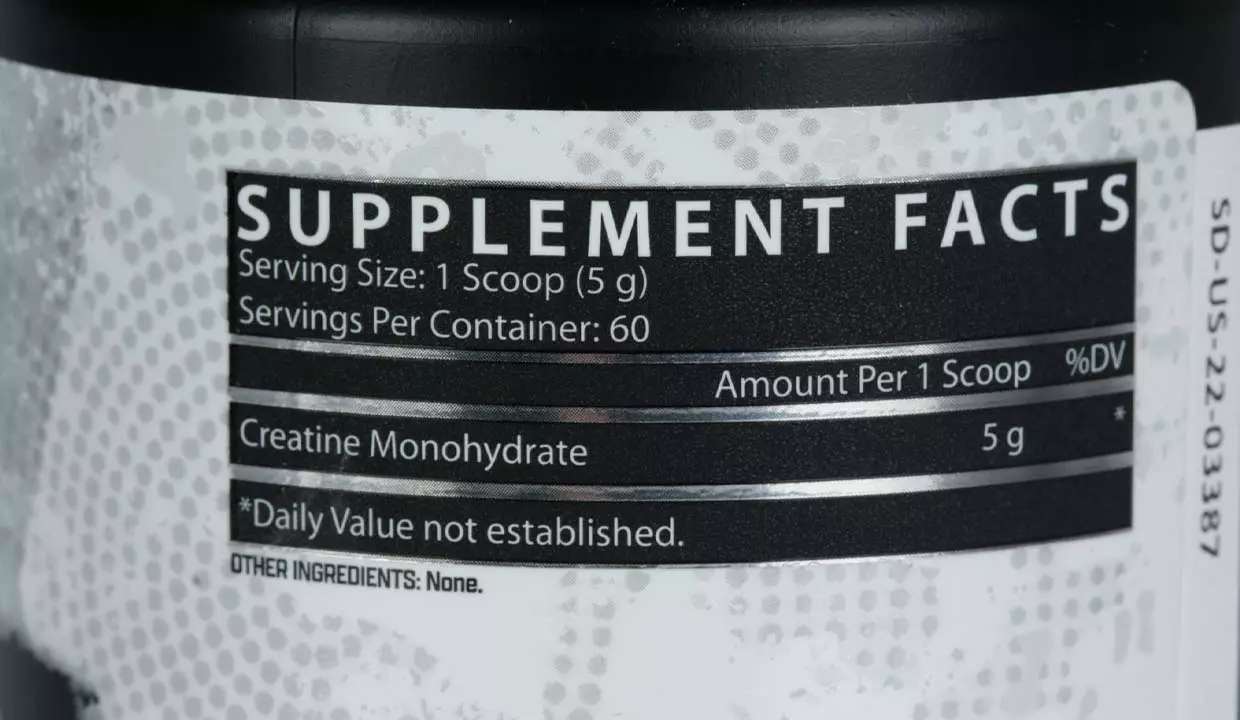 SUPPLEMENT FACTS
Serving Size: 1 Scoop (5 g)
Servings Per Container: 60
Amount Per 1 Scoop %DV
Creatine Monohydrate 5 g *
*Daily Value not established.
OTHER INGREDIENTS: None.
SD-US-22-03387